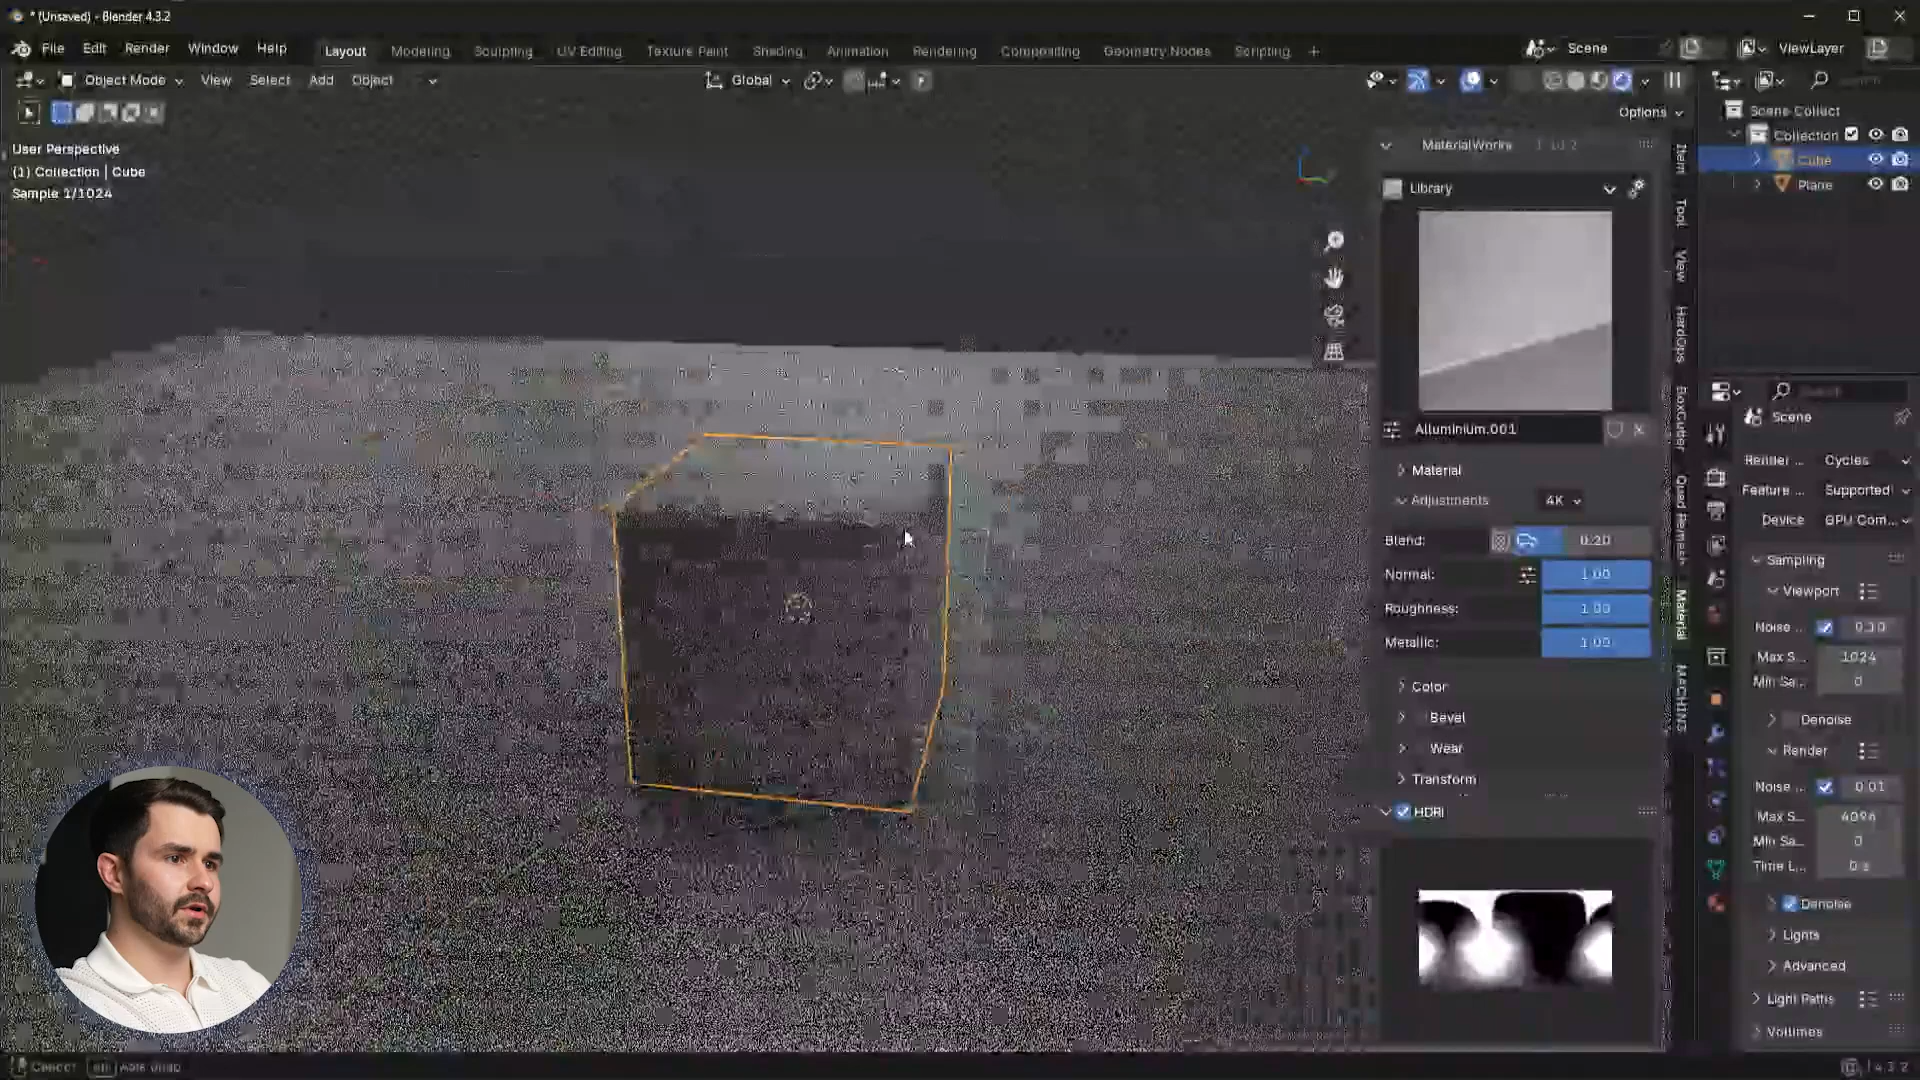 * (Unsaved) - Blender 4.3.2
File Edit Render Window Help Layout Modeling Sculpting UV Editing Texture Paint Shading Animation Rendering Compositing Geometry Nodes Scripting + Scene ViewLayer
Object Mode View Select Add Object Global
Options
User Perspective
(1) Collection | Cube
Sample 1/1024
MaterialWorks
Library
Alluminium.001
Material
Adjustments 4K
Blend: 0.20
Normal: 1.00
Roughness: 1.00
Metallic: 1.00
Color
Bevel
Wear
Transform
HDRI
Item
Tool
View
HardOps
BoxCutter
Quad Remesh
Material
MACHIN3
Scene Collect
Collection
Cube
Plane
Scene
Render ... Cycles
Feature ... Supported
Device GPU Com...
Sampling
Viewport
Noise ... 0.10
Max S... 1024
Min Sa... 0
Denoise
Render
Noise ... 0.01
Max S... 4096
Min Sa... 0
Time L... 0 s
Denoise
Lights
Advanced
Light Paths
Volumes
Cancel
4.3.2